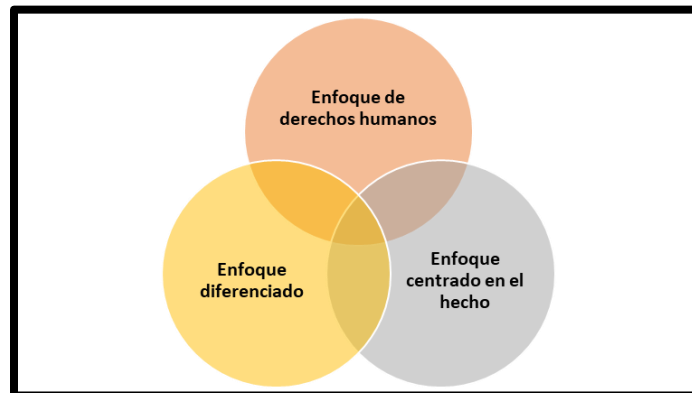 Enfoque de
derechos humanos
Enfoque
diferenciado
Enfoque
centrado en el
hecho